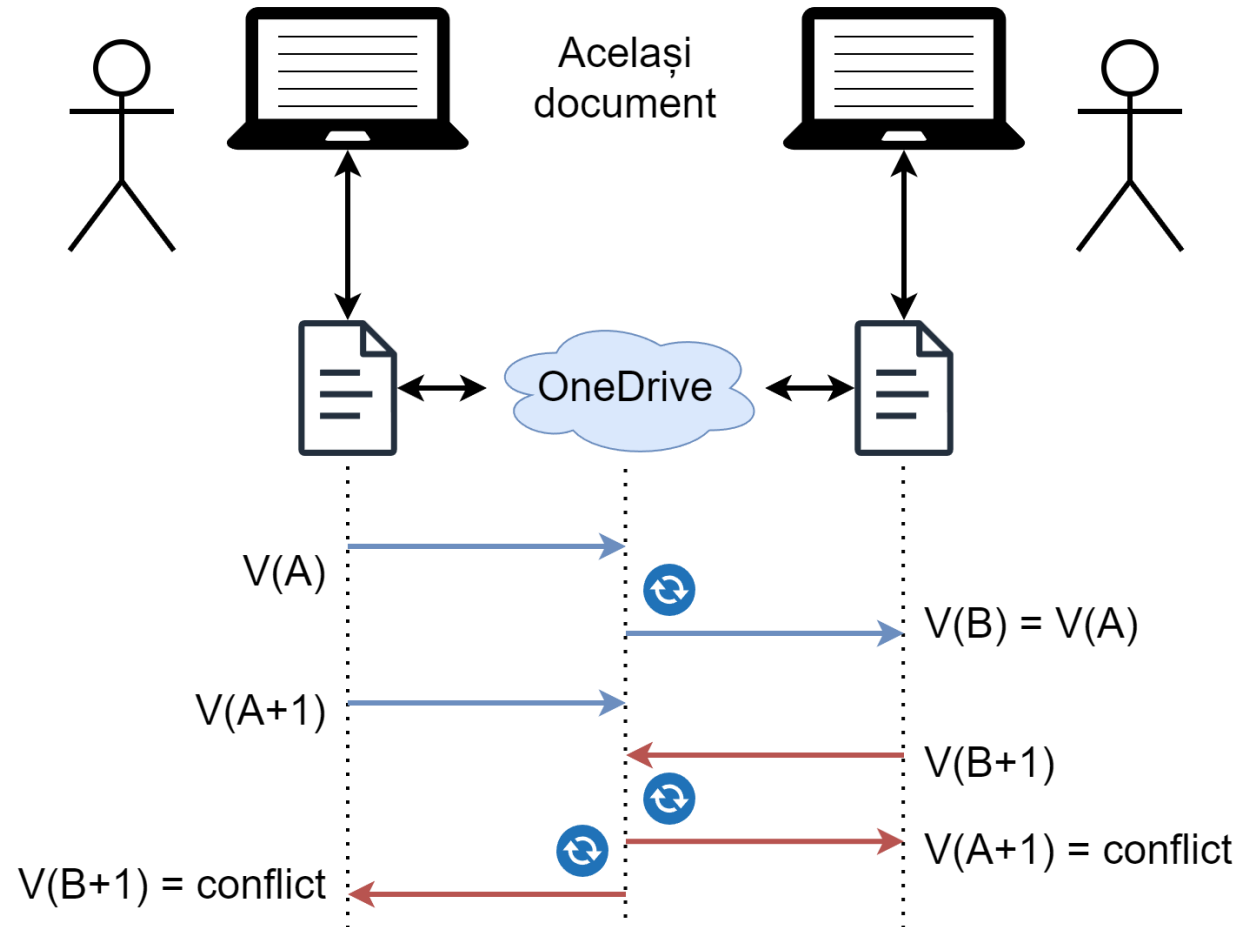 Același
document
OneDrive
V(A)
V(B) = V(A)
V(A+1)
V(B+1)
V(A+1) = conflict
V(B+1) = conflict